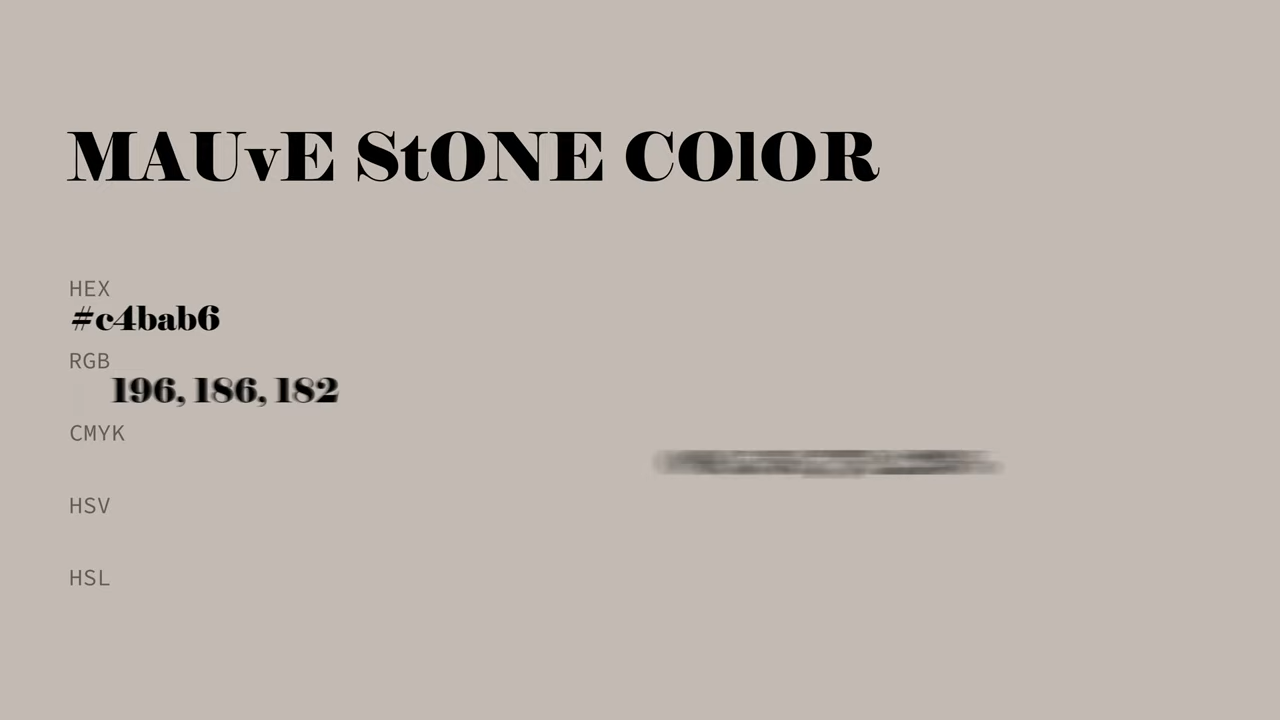 MAUvE StONE COlOR
HEX
#c4bab6
RGB
196, 186, 182
CMYK
HSV
HSL